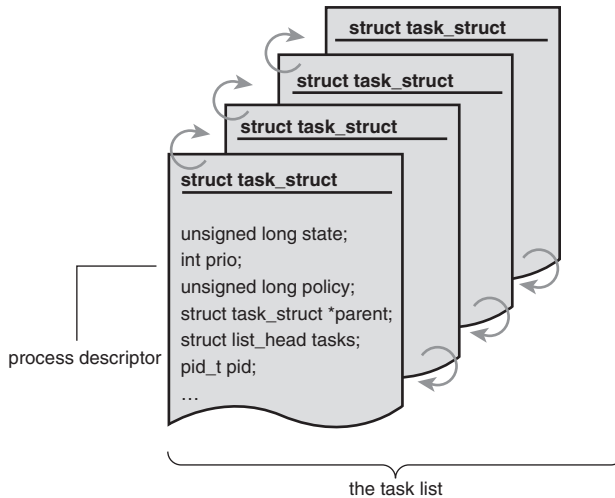 struct task_struct
struct task_struct
struct task_struct
struct task_struct
unsigned long state;
int prio;
unsigned long policy;
struct task_struct *parent;
struct list_head tasks;
pid_t pid;
…
process descriptor
the task list